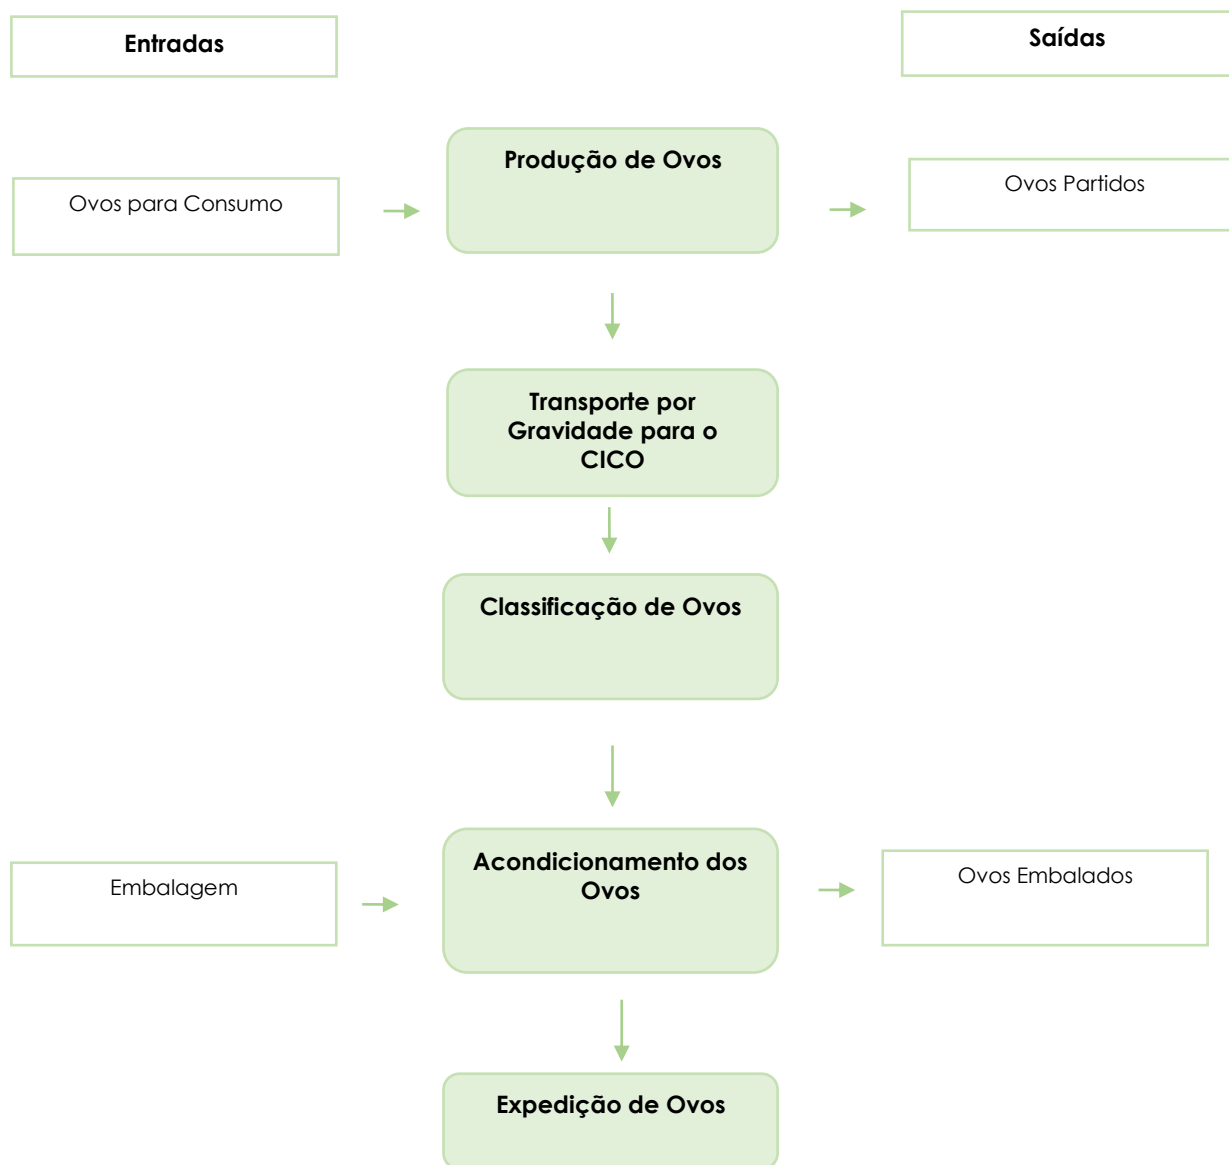 Entradas
Saídas
Produção de Ovos
Ovos para Consumo
Ovos Partidos
Transporte por
Gravidade para o
CICO
Classificação de Ovos
Acondicionamento dos
Ovos
Embalagem
Ovos Embalados
Expedição de Ovos